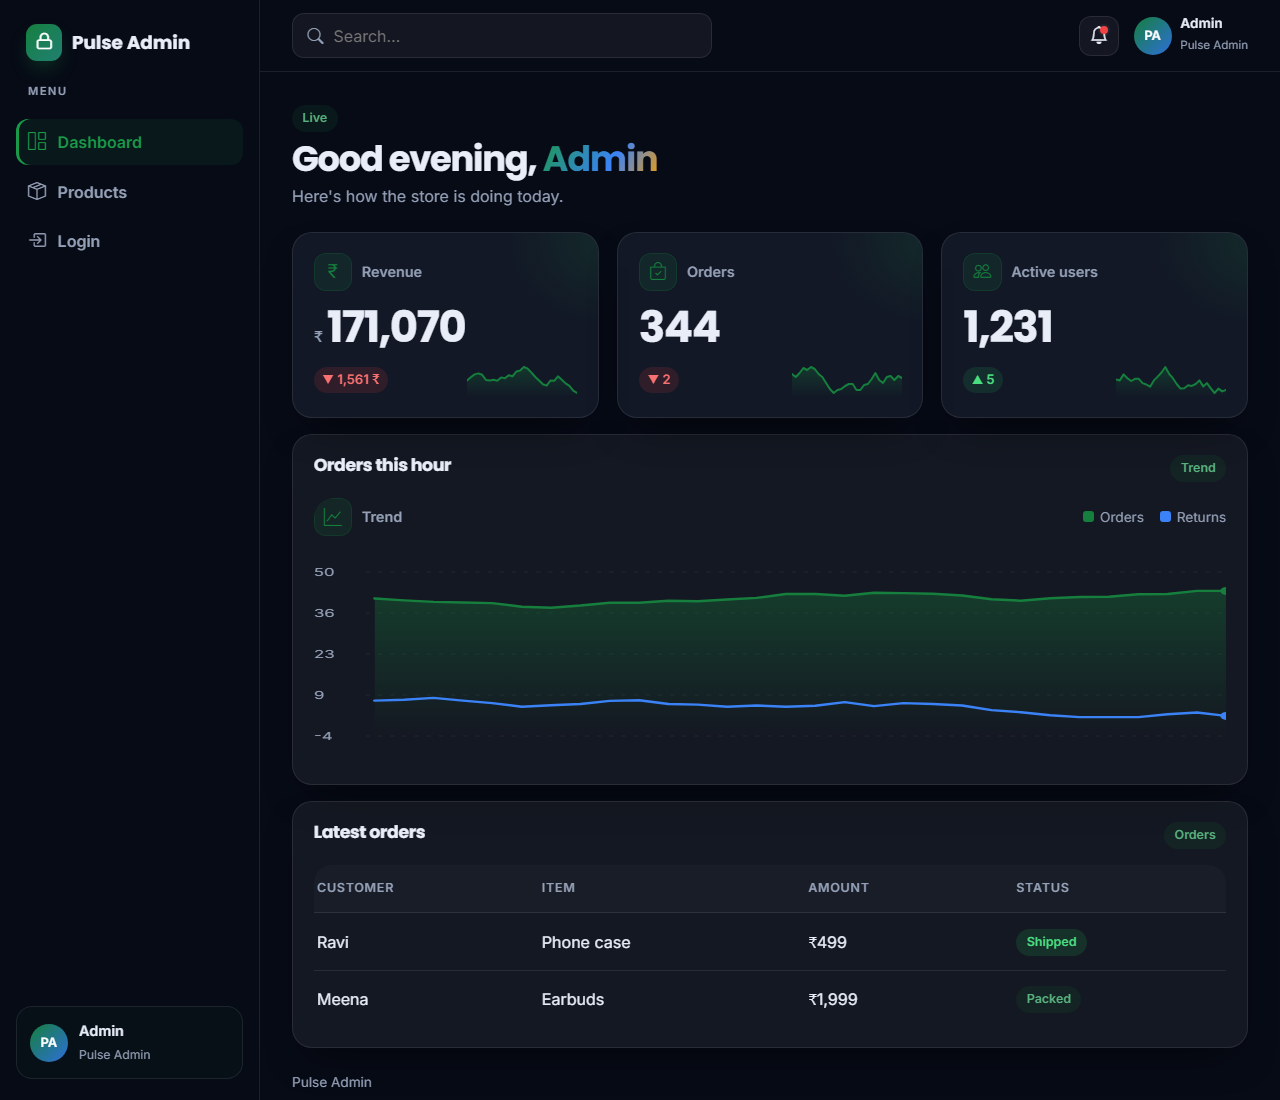 Pulse Admin
MENU
Dashboard
Products
Login
PA
Admin
Pulse Admin
Search...
PA
Admin
Pulse Admin
Live
Good evening, Admin
Here's how the store is doing today.
₹
Revenue
₹171,070
▼ 1,561 ₹
Orders
344
▼ 2
Active users
1,231
▲ 5
Orders this hour
Trend
Trend
Orders
Returns
50
36
23
9
-4
Latest orders
Orders
CUSTOMER ITEM AMOUNT STATUS
Ravi Phone case ₹499 Shipped
Meena Earbuds ₹1,999 Packed
Pulse Admin